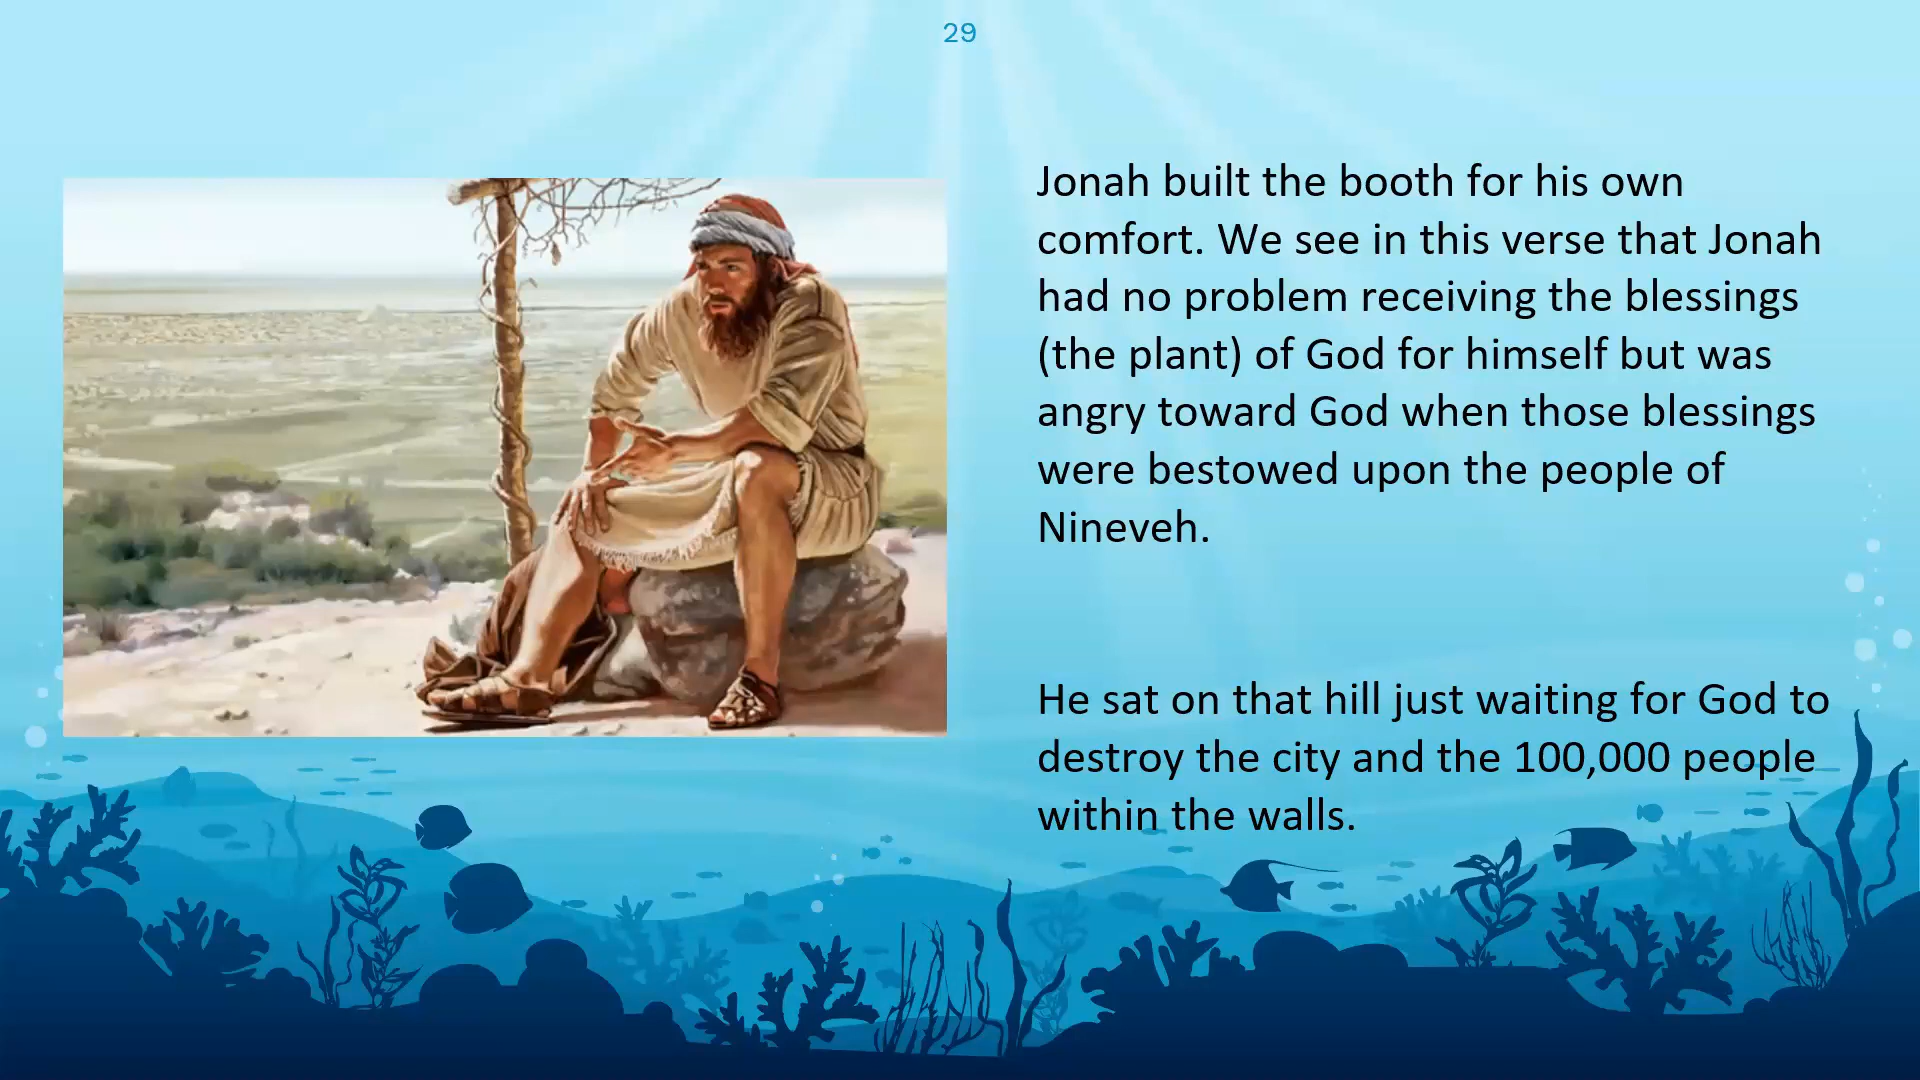 29
Jonah built the booth for his own
comfort. We see in this verse that Jonah
had no problem receiving the blessings
(the plant) of God for himself but was
angry toward God when those blessings
were bestowed upon the people of
Nineveh.
He sat on that hill just waiting for God to
destroy the city and the 100,000 people
within the walls.